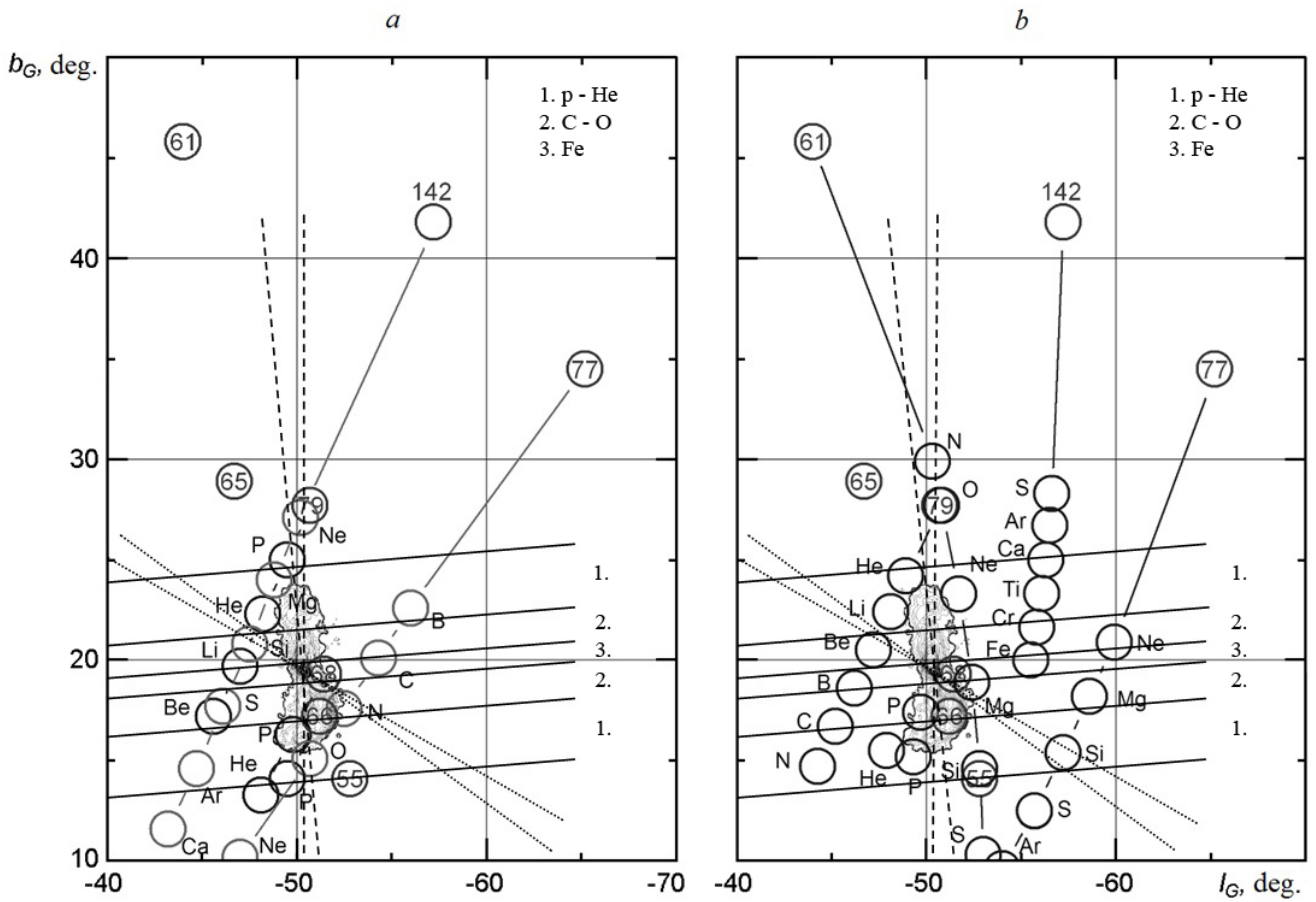 a b
b_G, deg.
1. p - He
2. C - O
3. Fe
1. p - He
2. C - O
3. Fe
61
142
61
142
40
77
77
30
65
79
Ne
P
He
Mg
B
1.
Li
Si
2.
20
3.
C
2.
Be
S
66
N
P
1.
O
He
55
Ar
P
Ca
Ne
10
N
65
79
O
S
Ar
He
Ne
Ca
1.
Li
Ti
Cr
2.
Be
Fe
Ne
3.
B
2.
P
66
Mg
Mg
C
1.
N
He
P
Si
55
Si
S
S
Ar
-40 -50 -60 -70 -40 -50 -60 l_G, deg.